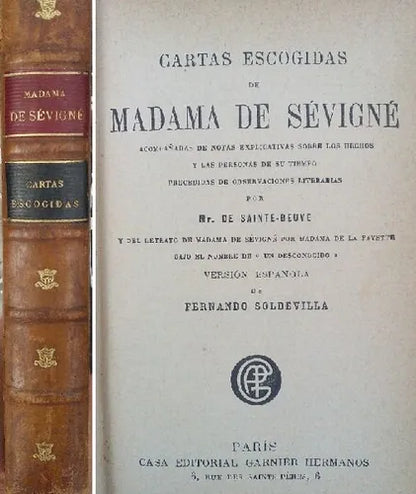 MADAMA
DE SÉVIGNÉ
CARTAS
ESCOGIDAS
CARTAS ESCOGIDAS
DE
MADAMA DE SÉVIGNÉ
ACOMPAÑADAS DE NOTAS EXPLICATIVAS SOBRE LOS HECHOS
Y LAS PERSONAS DE SU TIEMPO
PRECEDIDAS DE OBSERVACIONES LITERARIAS
POR
Mr. DE SAINTE-BEUVE
Y DEL RETRATO DE MADAMA DE SÉVIGNÉ POR MADAMA DE LA FAYETTE
BAJO EL NOMBRE DE « UN DESCONOCIDO »
VERSIÓN ESPAÑOLA
DE
FERNANDO SOLDEVILLA
PARÍS
CASA EDITORIAL GARNIER HERMANOS
6, RUE DES SAINTS-PÈRES, 6